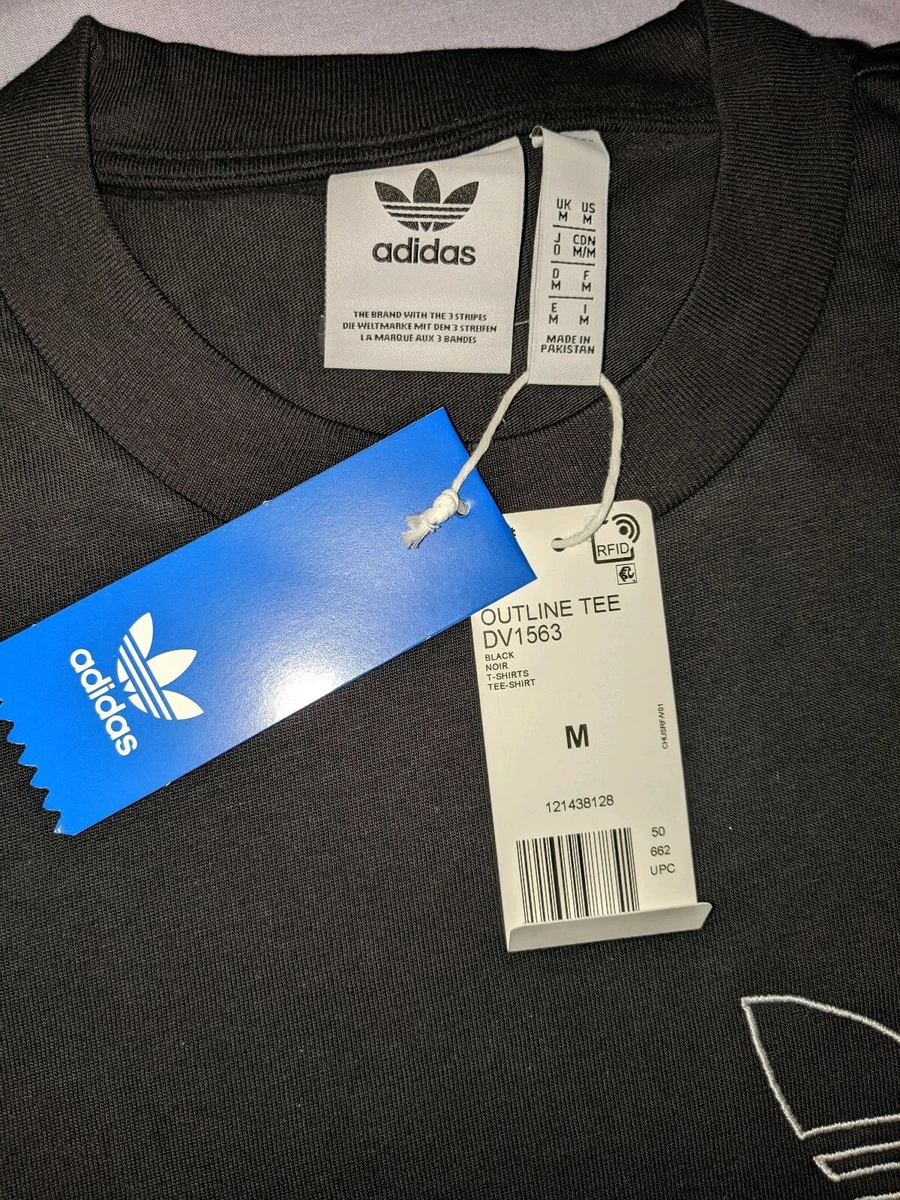 adidas
THE BRAND WITH THE 3 STRIPES
DIE WELTMARKE MIT DEN 3 STREIFEN
LA MARQUE AUX 3 BANDES
UK US
M M
J CDN
O M/M
D F
M M
E I
M M
MADE IN
PAKISTAN
adidas
RFID
OUTLINE TEE
DV1563
BLACK
NOIR
T-SHIRTS
TEE-SHIRT
M
121438128
50
662
UPC